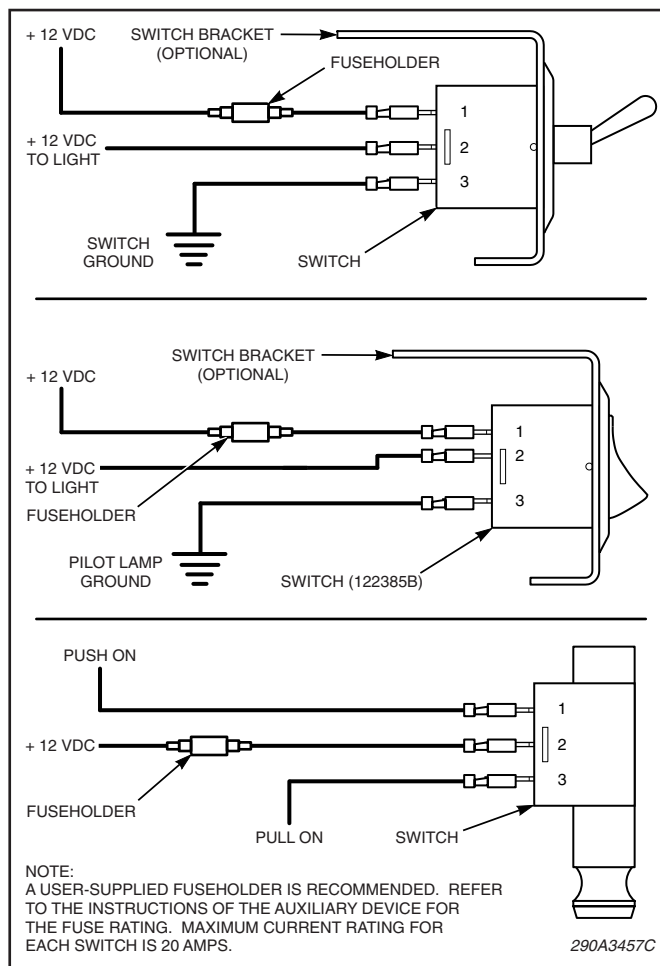 + 12 VDC
SWITCH BRACKET
(OPTIONAL)
FUSEHOLDER
1
+ 12 VDC
TO LIGHT
2
3
SWITCH
GROUND
SWITCH
SWITCH BRACKET
(OPTIONAL)
+ 12 VDC
1
2
+ 12 VDC
TO LIGHT
3
FUSEHOLDER
PILOT LAMP
GROUND
SWITCH (122385B)
PUSH ON
1
+ 12 VDC
2
3
FUSEHOLDER
PULL ON
SWITCH
NOTE:
A USER-SUPPLIED FUSEHOLDER IS RECOMMENDED. REFER
TO THE INSTRUCTIONS OF THE AUXILIARY DEVICE FOR
THE FUSE RATING. MAXIMUM CURRENT RATING FOR
EACH SWITCH IS 20 AMPS.
290A3457C